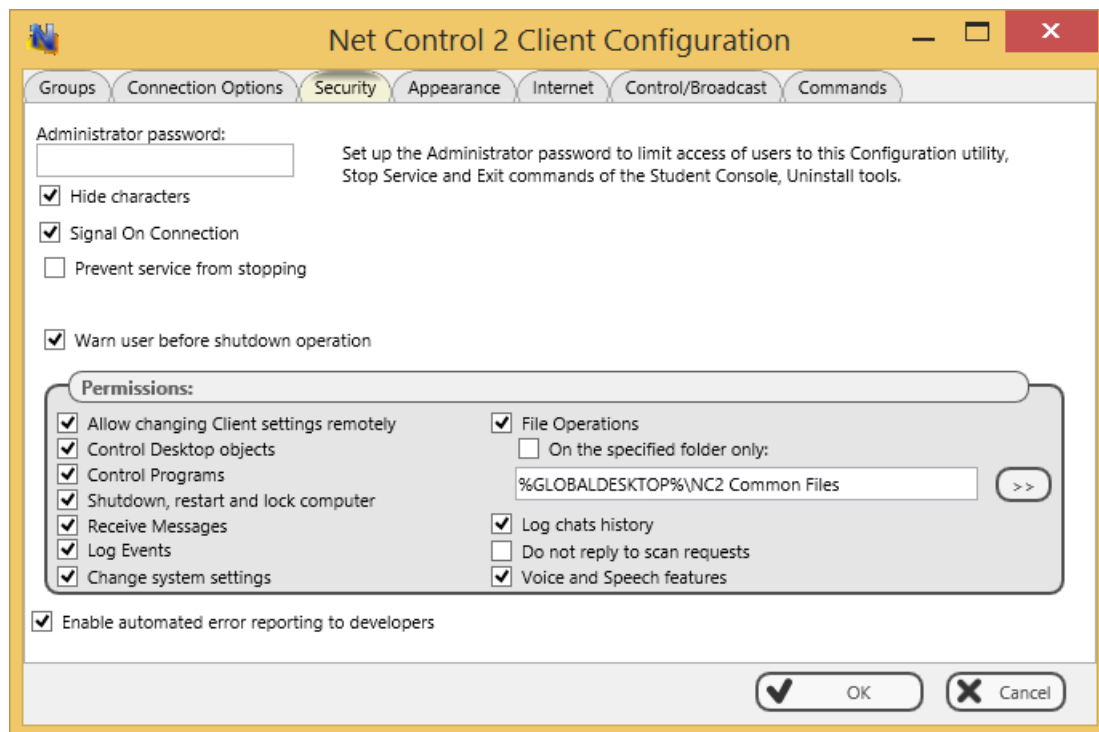 Net Control 2 Client Configuration
Groups Connection Options Security Appearance Internet Control/Broadcast Commands
Administrator password:
Set up the Administrator password to limit access of users to this Configuration utility,
Stop Service and Exit commands of the Student Console, Uninstall tools.
Hide characters
Signal On Connection
Prevent service from stopping
Warn user before shutdown operation
Permissions:
Allow changing Client settings remotely
Control Desktop objects
Control Programs
Shutdown, restart and lock computer
Receive Messages
Log Events
Change system settings
File Operations
On the specified folder only:
%GLOBALDESKTOP%\NC2 Common Files
>>
Log chats history
Do not reply to scan requests
Voice and Speech features
Enable automated error reporting to developers
OK Cancel